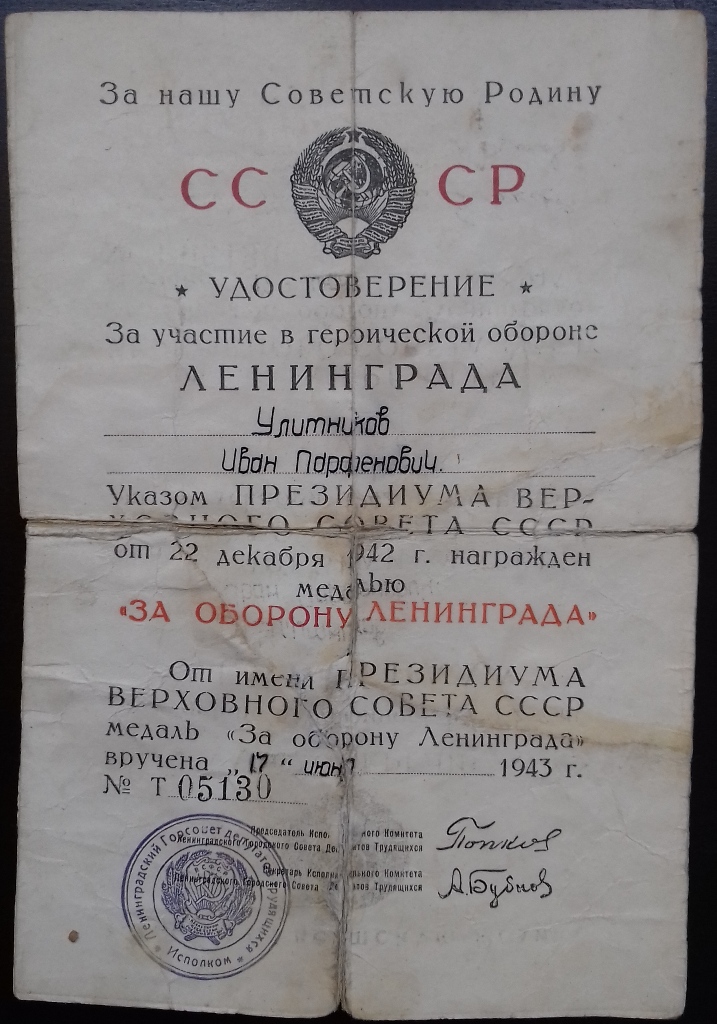 За нашу Советскую Родину
СССР
УДОСТОВЕРЕНИЕ
За участие в героической обороне
ЛЕНИНГРАДА
Улитников
Иван Парфенович.
Указом ПРЕЗИДИУМА ВЕР-
ХОВНОГО СОВЕТА СССР
от 22 декабря 1942 г. награжден
медалью
«ЗА ОБОРОНУ ЛЕНИНГРАДА»
От имени ПРЕЗИДИУМА
ВЕРХОВНОГО СОВЕТА СССР
медаль «За оборону Ленинграда»
вручена „17“ июня 1943 г.
№ Т 05130
Председатель Исполнительного Комитета
Ленинградского Городского Совета Депутатов Трудящихся
Попков
Секретарь Исполнительного Комитета
Ленинградского Городского Совета Депутатов Трудящихся
А.Бубнов
Ленинградский Горсовет депутатов трудящихся
Исполком